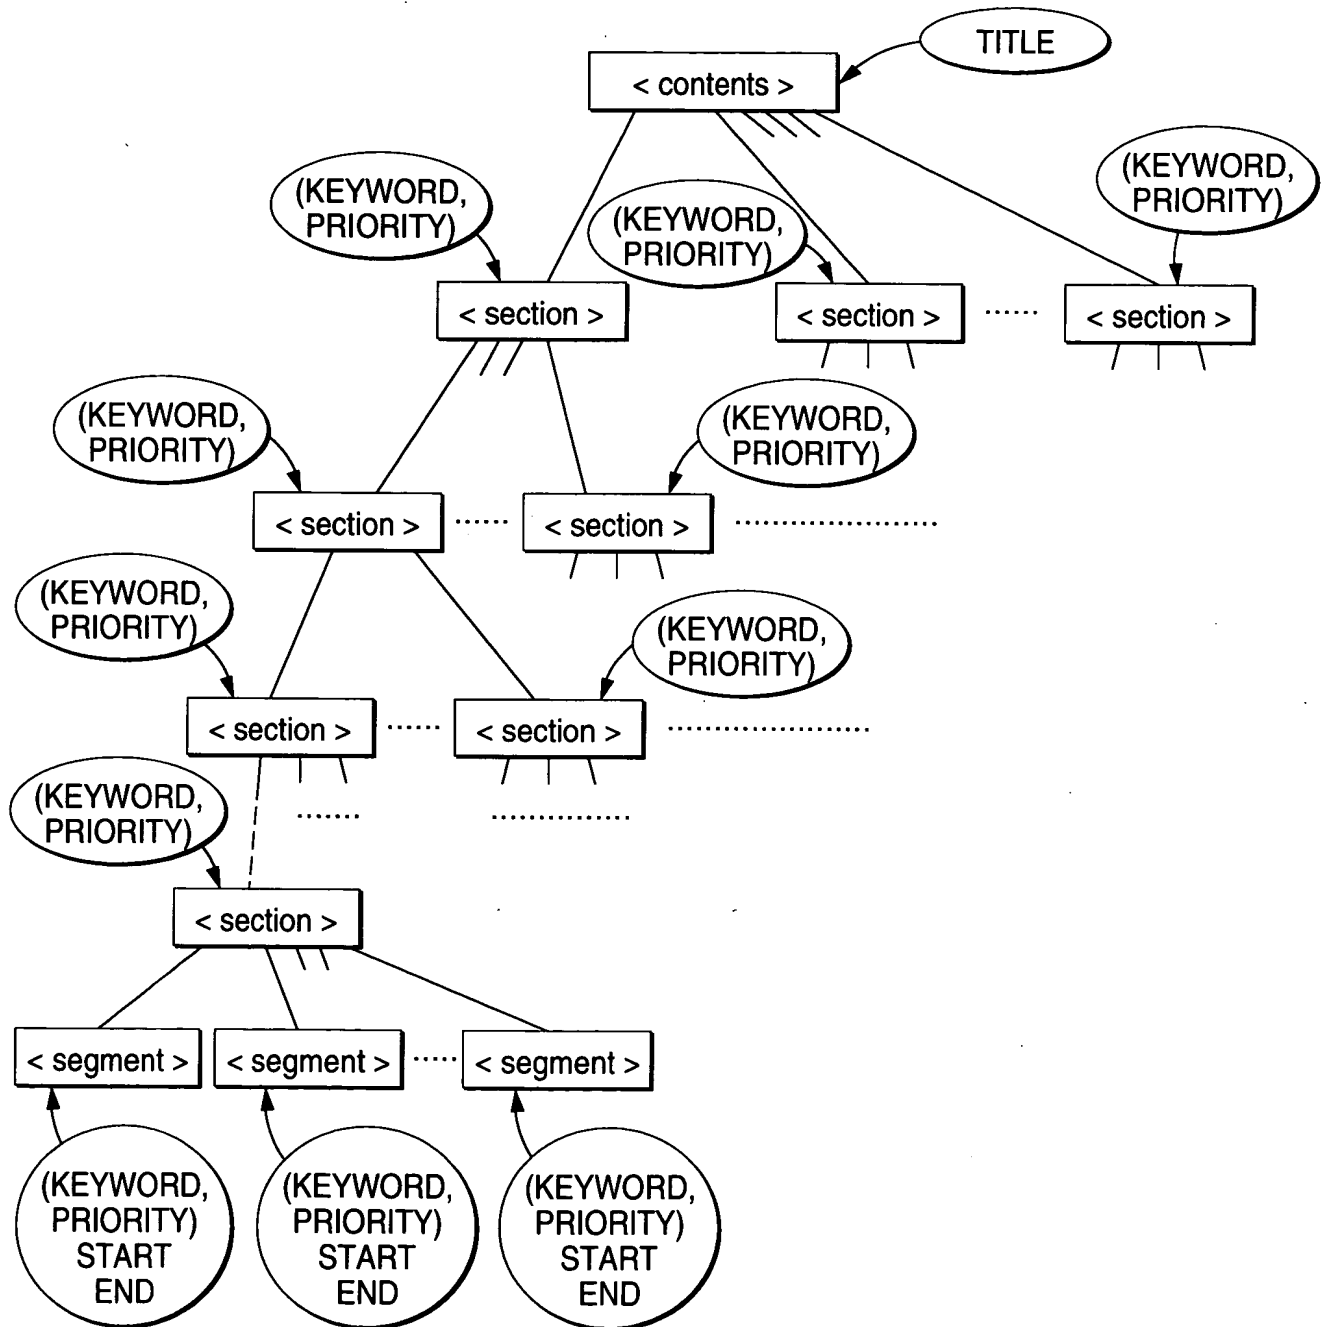 TITLE
< contents >
(KEYWORD,
PRIORITY)
(KEYWORD,
PRIORITY)
(KEYWORD,
PRIORITY)
< section >
< section >
......
< section >
(KEYWORD,
PRIORITY)
(KEYWORD,
PRIORITY)
< section >
......
< section >
(KEYWORD,
PRIORITY)
(KEYWORD,
PRIORITY)
< section >
......
< section >
(KEYWORD,
PRIORITY)
< section >
< segment >
< segment >
.....
< segment >
(KEYWORD,
PRIORITY)
START
END
(KEYWORD,
PRIORITY)
START
END
(KEYWORD,
PRIORITY)
START
END